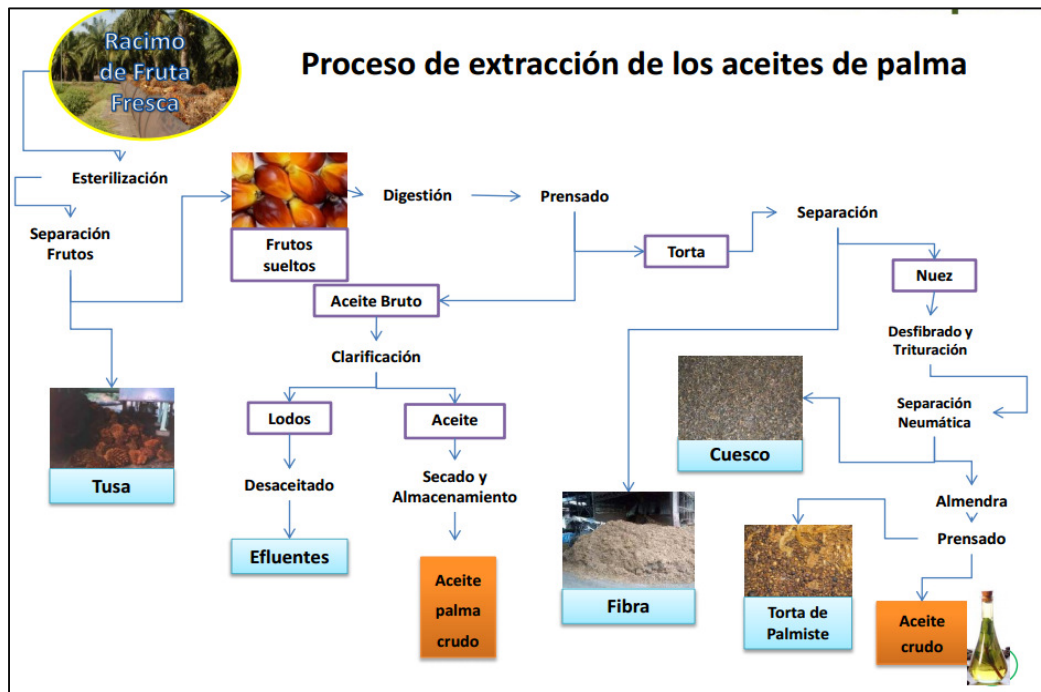 Racimo
de Fruta
Fresca
Proceso de extracción de los aceites de palma
Esterilización
Separación
Frutos
Frutos
sueltos
Digestión
Prensado
Torta
Separación
Nuez
Aceite Bruto
Clarificación
Desfibrado y
Trituración
Lodos
Aceite
Separación
Neumática
Cuesco
Tusa
Desaceitado
Secado y
Almacenamiento
Almendra
Prensado
Efluentes
Aceite
palma
crudo
Fibra
Torta de
Palmiste
Aceite
crudo